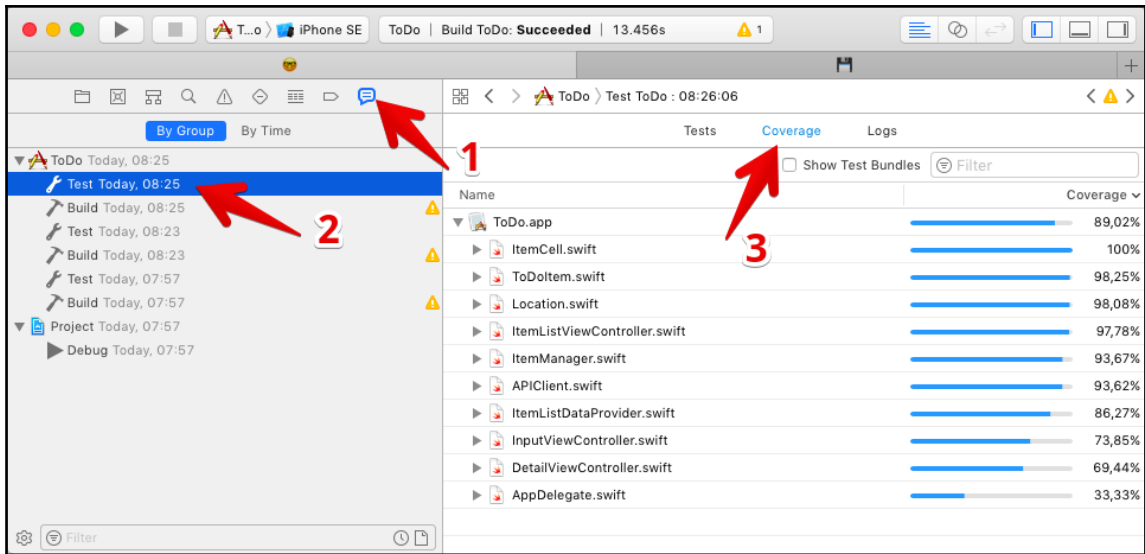 T...o 〉 iPhone SE ToDo | Build ToDo: Succeeded | 13.456s 1
ToDo 〉 Test ToDo : 08:26:06
By Group By Time
Tests Coverage Logs
1
ToDo Today, 08:25
Show Test Bundles Filter
Test Today, 08:25
Name Coverage
Build Today, 08:25
2
ToDo.app 89,02%
Test Today, 08:23
3
ItemCell.swift 100%
Build Today, 08:23
ToDoItem.swift 98,25%
Test Today, 07:57
Location.swift 98,08%
Build Today, 07:57
ItemListViewController.swift 97,78%
Project Today, 07:57
ItemManager.swift 93,67%
Debug Today, 07:57
APIClient.swift 93,62%
ItemListDataProvider.swift 86,27%
InputViewController.swift 73,85%
DetailViewController.swift 69,44%
AppDelegate.swift 33,33%
Filter